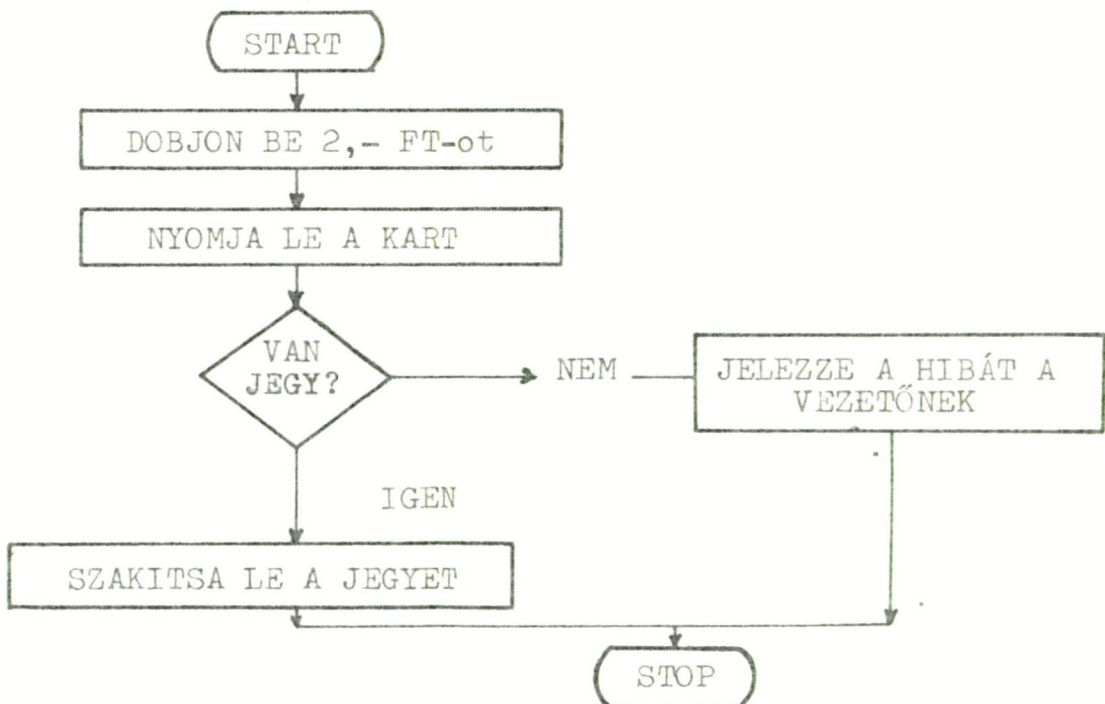 START
DOBJON BE 2,- FT-ot
NYOMJA LE A KART
VAN
JEGY?
NEM
JELEZZE A HIBÁT A
VEZETŐNEK
IGEN
SZAKITSA LE A JEGYET
STOP